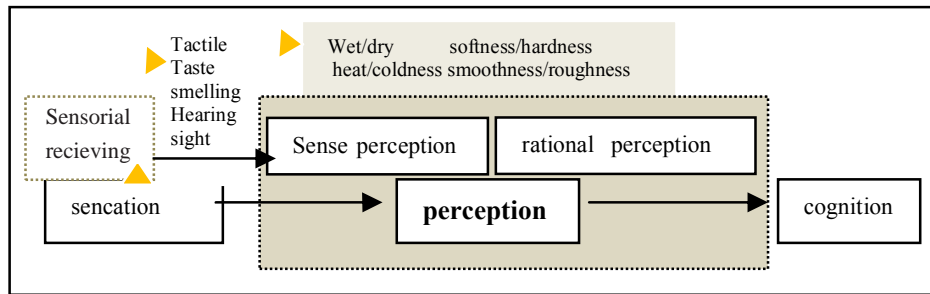 Tactile
Taste
smelling
Hearing
sight
Wet/dry softness/hardness
heat/coldness smoothness/roughness
Sensorial
recieving
Sense perception
rational perception
sencation
perception
cognition